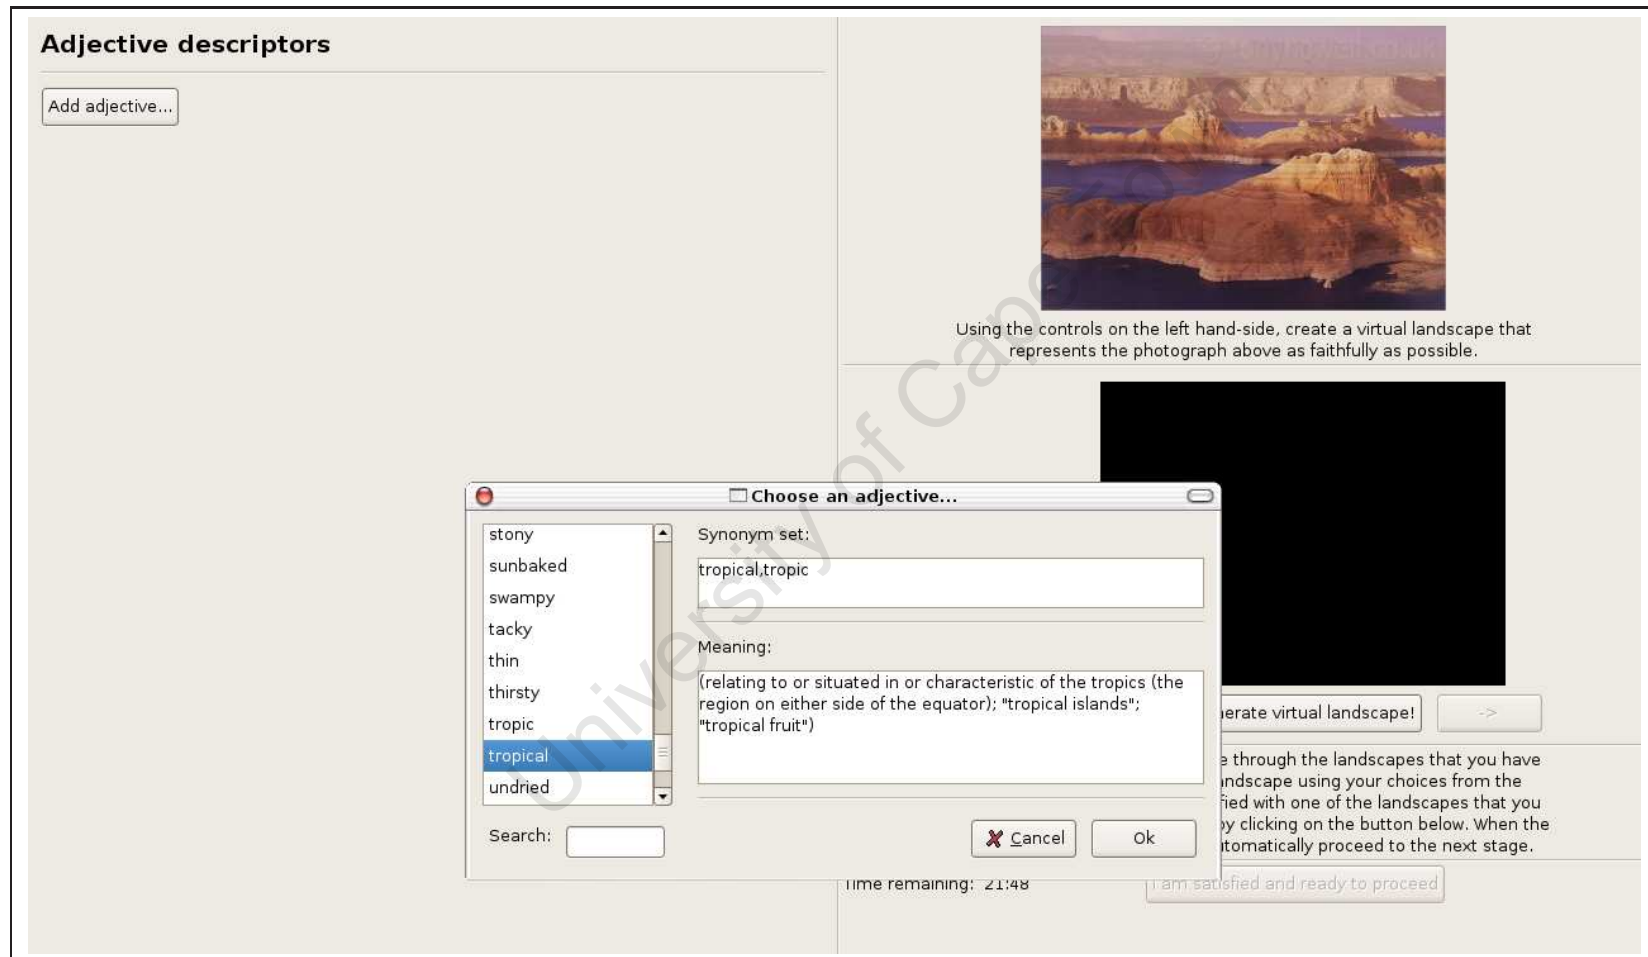 Adjective descriptors
Add adjective...
Using the controls on the left hand-side, create a virtual landscape that
represents the photograph above as faithfully as possible.
Choose an adjective...
stony
sunbaked
swampy
tacky
thin
thirsty
tropic
tropical
undried
Search:
Synonym set:
tropical,tropic
Meaning:
(relating to or situated in or characteristic of the tropics (the
region on either side of the equator); "tropical islands";
"tropical fruit")
Cancel
Ok
virtual landscape!
->
through the landscapes that you have
using your choices from the
with one of the landscapes that you
by clicking on the button below. When the
proceed to the next stage.
Time remaining: 21:48
I am satisfied and ready to proceed
University of Cape Town